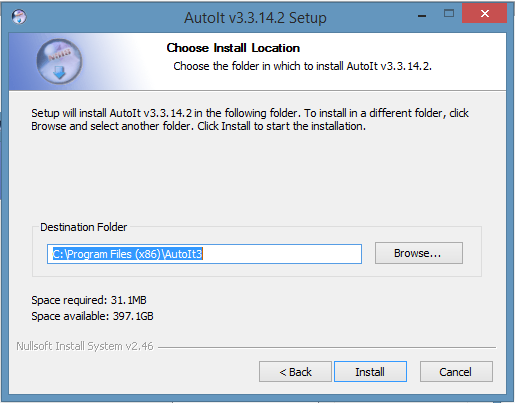 AutoIt v3.3.14.2 Setup
Choose Install Location
Choose the folder in which to install AutoIt v3.3.14.2.
Setup will install AutoIt v3.3.14.2 in the following folder. To install in a different folder, click
Browse and select another folder. Click Install to start the installation.
Destination Folder
C:\Program Files (x86)\AutoIt3
Browse...
Space required: 31.1MB
Space available: 397.1GB
Nullsoft Install System v2.46
< Back
Install
Cancel